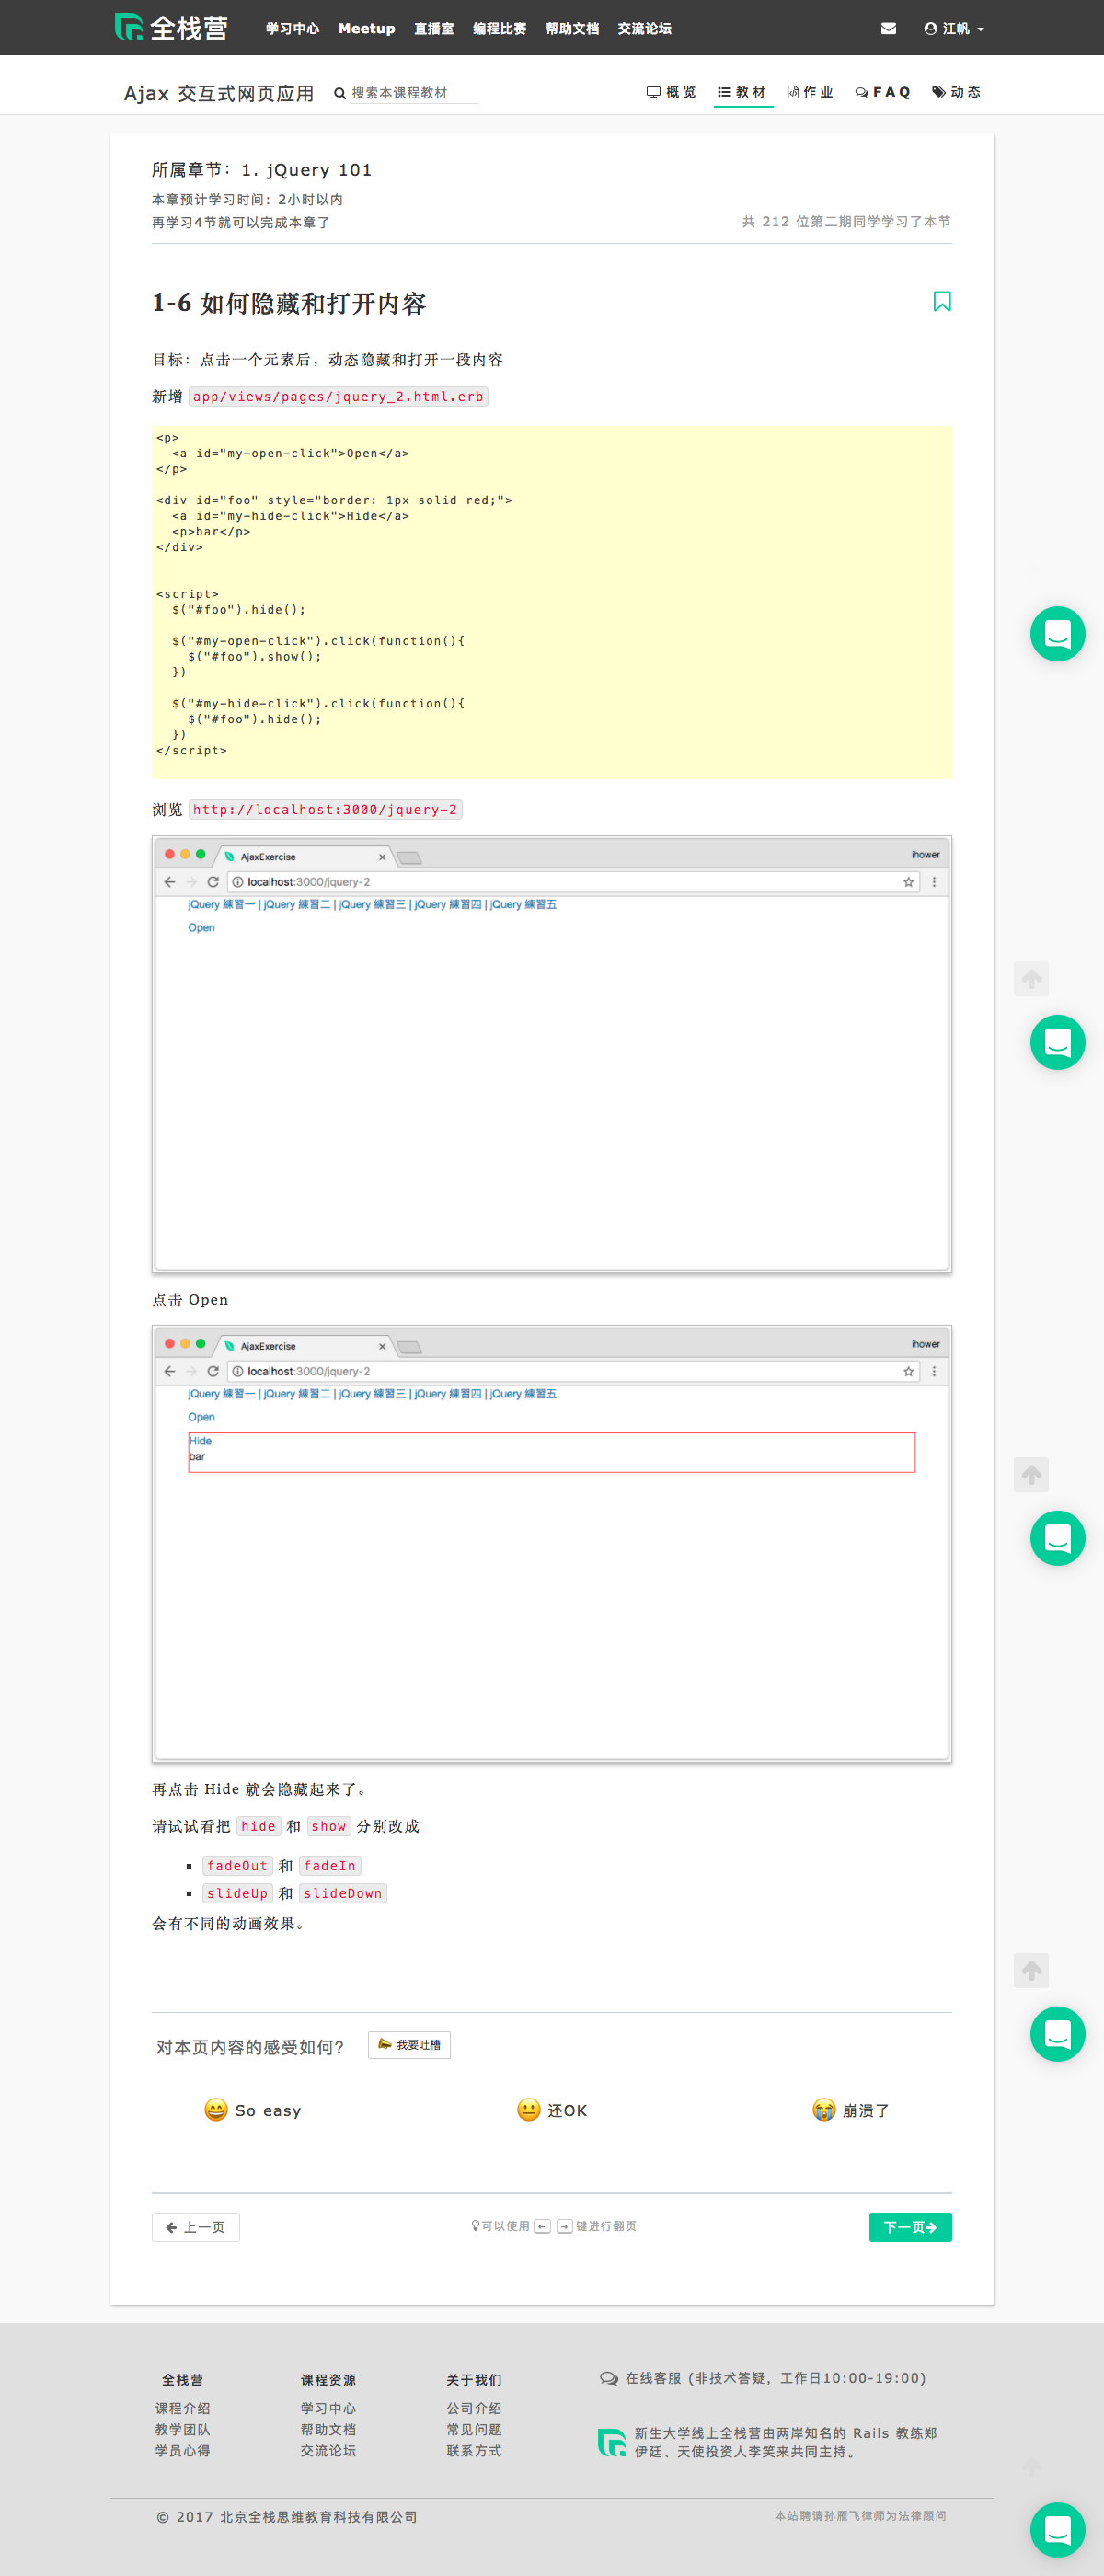 全栈营 学习中心 Meetup 直播室 编程比赛 帮助文档 交流论坛 江帆
Ajax 交互式网页应用 搜索本课程教材 概览 教材 作业 FAQ 动态
所属章节：1. jQuery 101
本章预计学习时间：2小时以内
再学习4节就可以完成本章了 共 212 位第二期同学学习了本节
1-6 如何隐藏和打开内容
目标：点击一个元素后，动态隐藏和打开一段内容
新增 app/views/pages/jquery_2.html.erb
<p>
  <a id="my-open-click">Open</a>
</p>
<div id="foo" style="border: 1px solid red;">
  <a id="my-hide-click">Hide</a>
  <p>bar</p>
</div>
<script>
  $("#foo").hide();
  $("#my-open-click").click(function(){
    $("#foo").show();
  })
  $("#my-hide-click").click(function(){
    $("#foo").hide();
  })
</script>
浏览 http://localhost:3000/jquery-2
AjaxExercise ihower
localhost:3000/jquery-2
jQuery 練習一 | jQuery 練習二 | jQuery 練習三 | jQuery 練習四 | jQuery 練習五
Open
点击 Open
AjaxExercise ihower
localhost:3000/jquery-2
jQuery 練習一 | jQuery 練習二 | jQuery 練習三 | jQuery 練習四 | jQuery 練習五
Open
Hide
bar
再点击 Hide 就会隐藏起来了。
请试试看把 hide 和 show 分别改成
▪ fadeOut 和 fadeIn
▪ slideUp 和 slideDown
会有不同的动画效果。
对本页内容的感受如何? 我要吐槽
So easy 还OK 崩溃了
上一页 可以使用 ← → 键进行翻页 下一页
全栈营 课程资源 关于我们 在线客服 (非技术答疑，工作日10:00-19:00)
课程介绍 学习中心 公司介绍
教学团队 帮助文档 常见问题 新生大学线上全栈营由两岸知名的 Rails 教练郑
学员心得 交流论坛 联系方式 伊廷、天使投资人李笑来共同主持。
© 2017 北京全栈思维教育科技有限公司 本站聘请孙雁飞律师为法律顾问